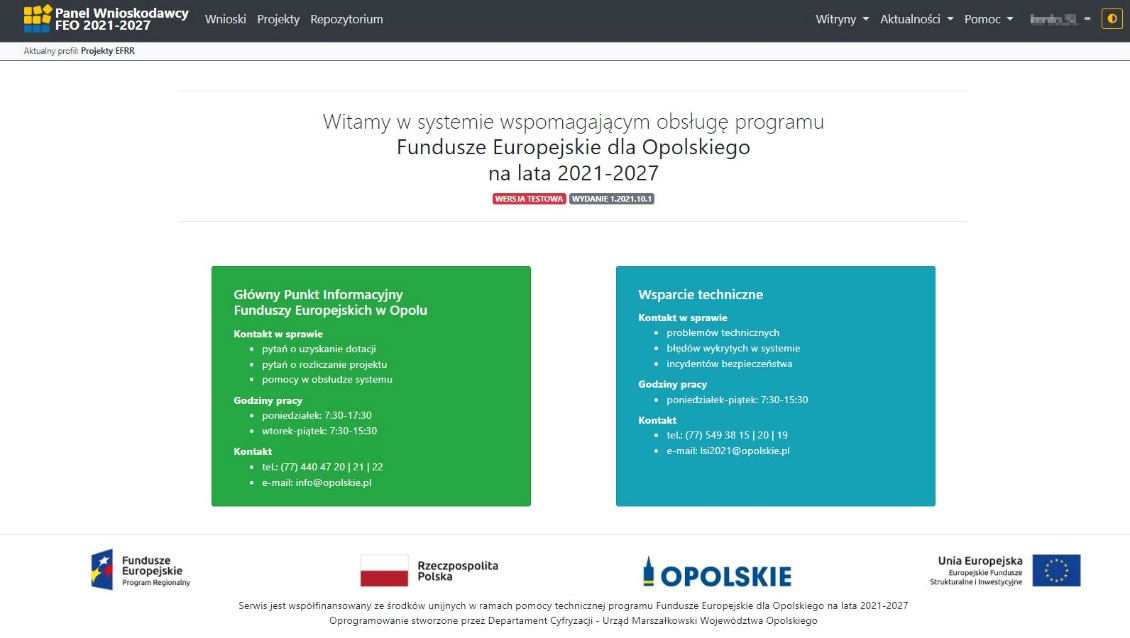 Panel Wnioskodawcy
FEO 2021-2027
Wnioski Projekty Repozytorium
Witryny Aktualności Pomoc
Aktualny profil: Projekty EFRR
Witamy w systemie wspomagającym obsługę programu
Fundusze Europejskie dla Opolskiego
na lata 2021-2027
WERSJA TESTOWA WYDANIE 1.2021.10.1
Główny Punkt Informacyjny
Funduszy Europejskich w Opolu
Kontakt w sprawie
• pytań o uzyskanie dotacji
• pytań o rozliczanie projektu
• pomocy w obsłudze systemu
Godziny pracy
• poniedziałek: 7:30-17:30
• wtorek-piątek: 7:30-15:30
Kontakt
• tel.: (77) 440 47 20 | 21 | 22
• e-mail: info@opolskie.pl
Wsparcie techniczne
Kontakt w sprawie
• problemów technicznych
• błędów wykrytych w systemie
• incydentów bezpieczeństwa
Godziny pracy
• poniedziałek-piątek: 7:30-15:30
Kontakt
• tel.: (77) 549 38 15 | 20 | 19
• e-mail: lsi2021@opolskie.pl
Fundusze
Europejskie
Program Regionalny
Rzeczpospolita
Polska
OPOLSKIE
Unia Europejska
Europejskie Fundusze
Strukturalne i Inwestycyjne
Serwis jest współfinansowany ze środków unijnych w ramach pomocy technicznej programu Fundusze Europejskie dla Opolskiego na lata 2021-2027
Oprogramowanie stworzone przez Departament Cyfryzacji - Urząd Marszałkowski Województwa Opolskiego